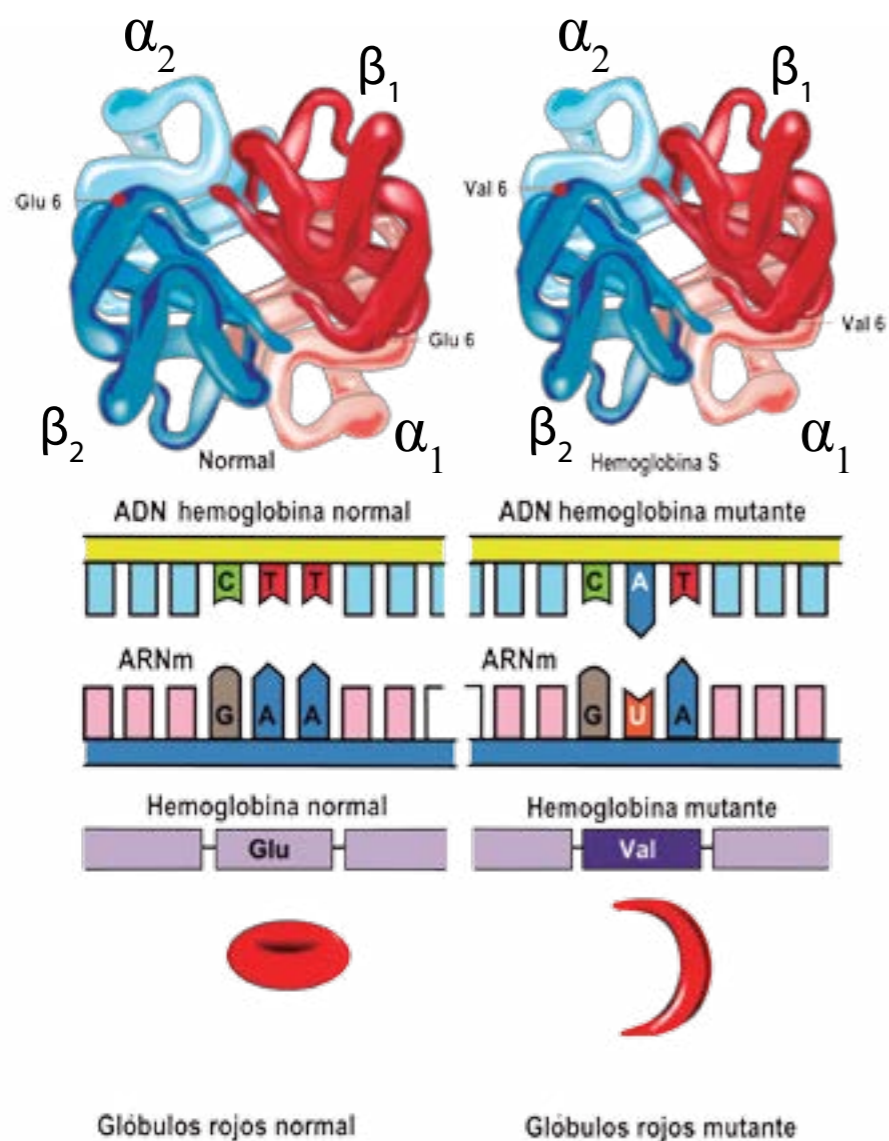 α2 β1 α2 β1
Glu 6 Val 6
Glu 6 Val 6
β2 α1 β2 α1
Normal Hemoglobina S
ADN hemoglobina normal ADN hemoglobina mutante
C T T C A T
ARNm ARNm
G A A G U A
Hemoglobina normal Hemoglobina mutante
Glu Val
Glóbulos rojos normal Glóbulos rojos mutante